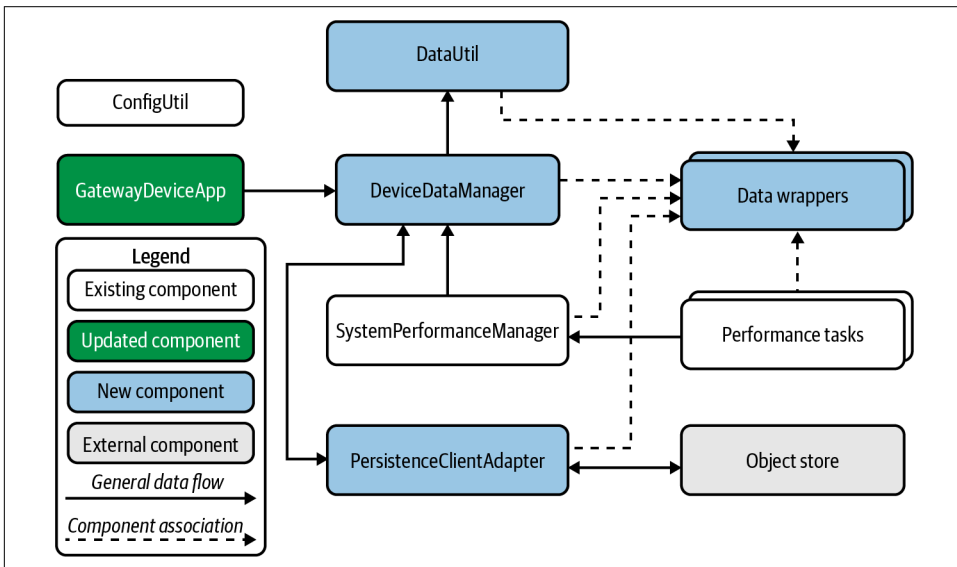 DataUtil
ConfigUtil
GatewayDeviceApp
DeviceDataManager
Data wrappers
Legend
Existing component
Updated component
New component
External component
General data flow
Component association
SystemPerformanceManager
Performance tasks
PersistenceClientAdapter
Object store